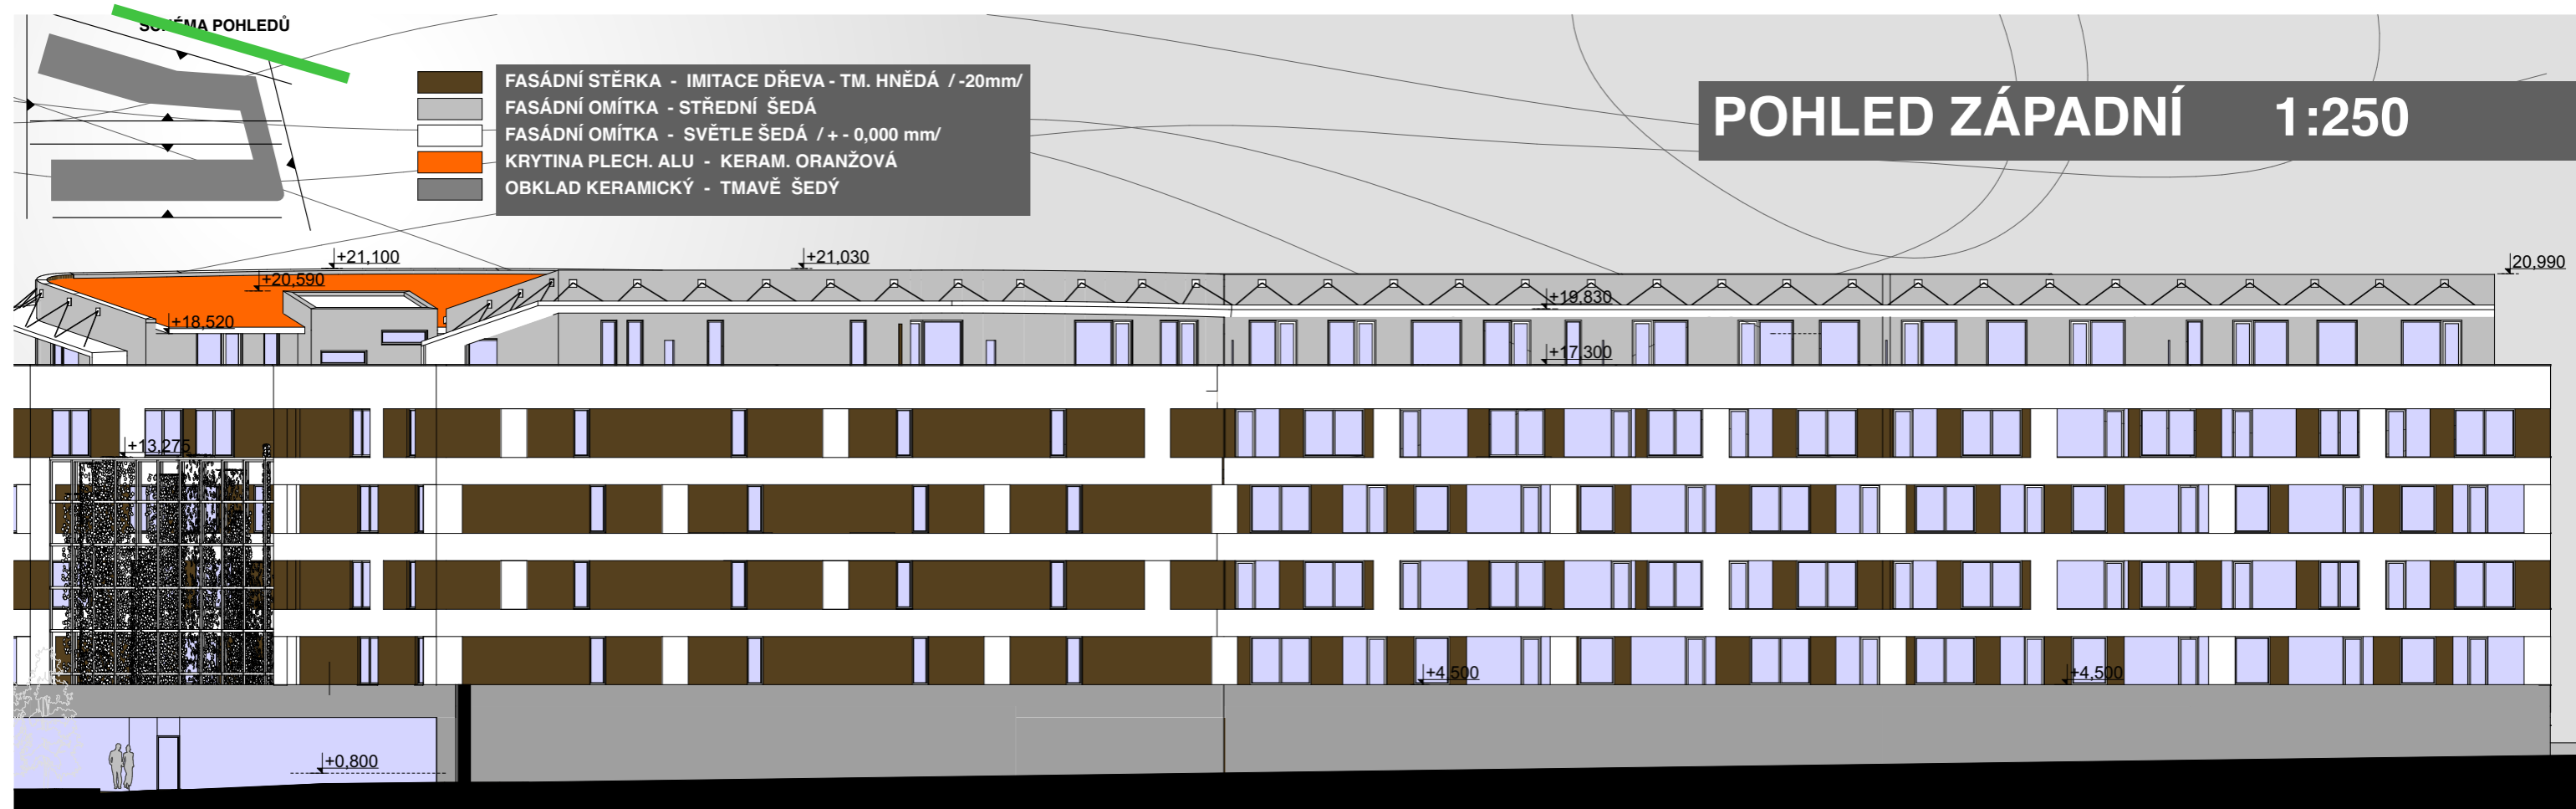 SCHÉMA POHLEDŮ
FASÁDNÍ STĚRKA - IMITACE DŘEVA - TM. HNĚDÁ / -20mm/
FASÁDNÍ OMÍTKA - STŘEDNÍ ŠEDÁ
FASÁDNÍ OMÍTKA - SVĚTLE ŠEDÁ / + - 0,000 mm/
KRYTINA PLECH. ALU - KERAM. ORANŽOVÁ
OBKLAD KERAMICKÝ - TMAVĚ ŠEDÝ
POHLED ZÁPADNÍ 1:250
+21,100
+21,030
20,990
+20,590
+19,830
+18,520
+17,300
+13,275
+4,500
+4,500
+0,800